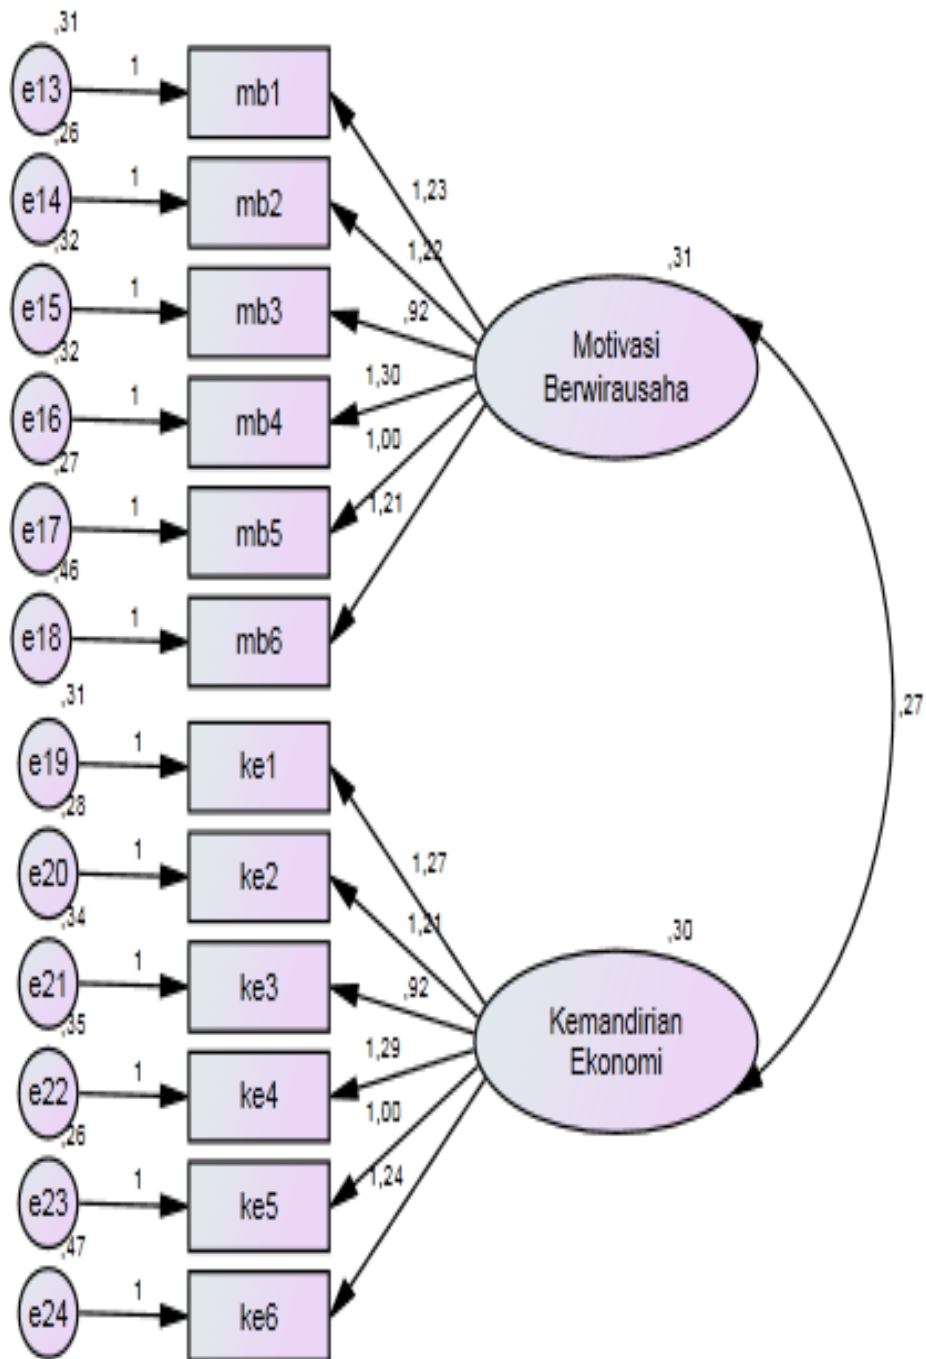 ,31
e13
1
mb1
,26
e14
1
mb2
,32
e15
1
mb3
,32
e16
1
mb4
,27
e17
1
mb5
,46
e18
1
mb6
1,23
1,22
,92
1,30
1,00
1,21
,31
Motivasi
Berwirausaha
,27
,31
e19
1
ke1
,28
e20
1
ke2
,34
e21
1
ke3
,35
e22
1
ke4
,26
e23
1
ke5
,47
e24
1
ke6
1,27
1,21
,92
1,29
1,00
1,24
,30
Kemandirian
Ekonomi